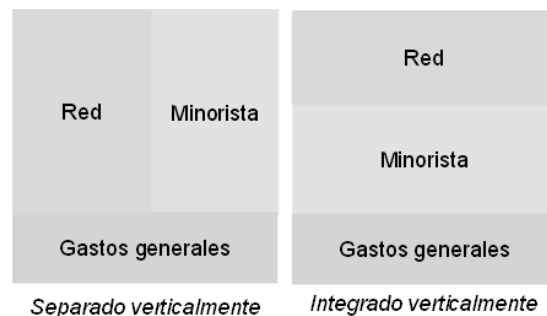 Red
Minorista
Gastos generales
Separado verticalmente
Red
Minorista
Gastos generales
Integrado verticalmente